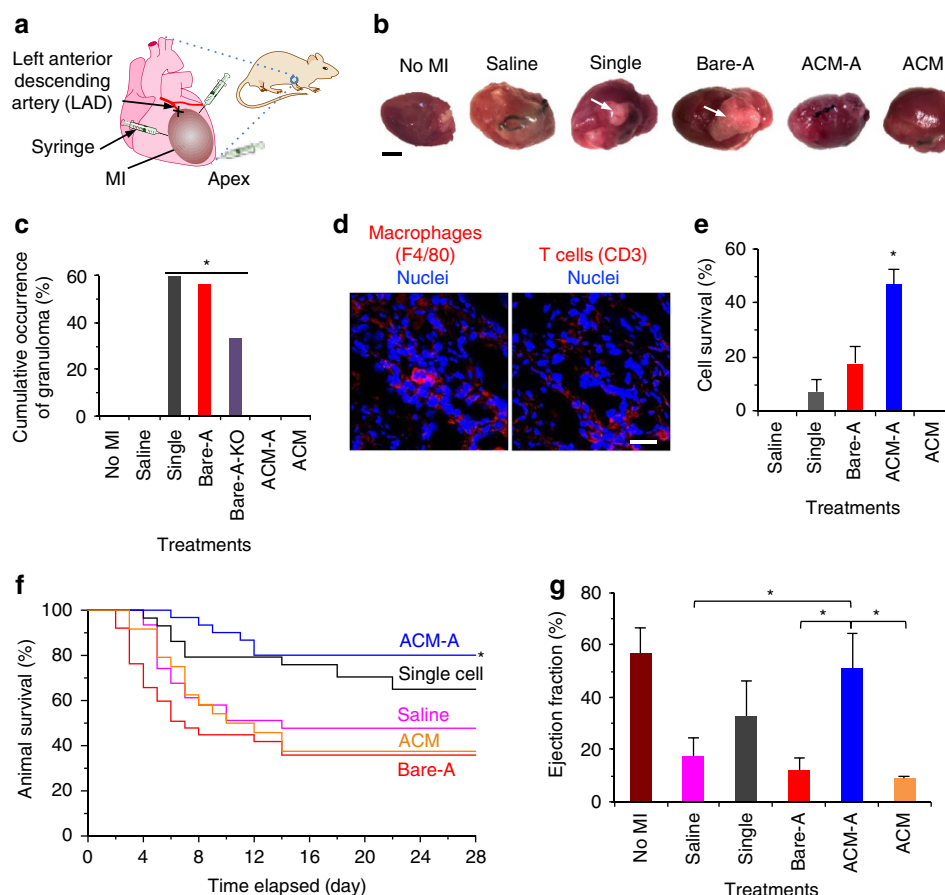 a
Left anterior
descending
artery (LAD)
Syringe
MI
Apex
b
No MI
Saline
Single
Bare-A
ACM-A
ACM
c
Cumulative occurrence
of granuloma (%)
60
40
20
0
*
No MI
Saline
Single
Bare-A
Bare-A-KO
ACM-A
ACM
Treatments
d
Macrophages
(F4/80)
Nuclei
T cells (CD3)
Nuclei
e
Cell survival (%)
60
40
20
0
*
Saline
Single
Bare-A
ACM-A
ACM
Treatments
f
Animal survival (%)
100
80
60
40
20
0
ACM-A
*
Single cell
Saline
ACM
Bare-A
0 4 8 12 16 20 24 28
Time elapsed (day)
g
Ejection fraction (%)
80
60
40
20
0
*
* *
No MI
Saline
Single
Bare-A
ACM-A
ACM
Treatments